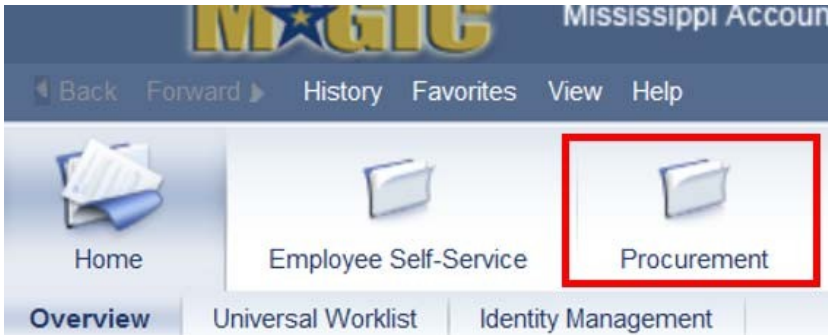 MAGIC
Mississippi Accoun
Back Forward History Favorites View Help
Home Employee Self-Service Procurement
Overview Universal Worklist Identity Management